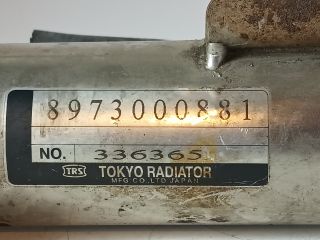 8973000881
NO. 336365
TRS TOKYO RADIATOR
MFG CO.,LTD JAPAN